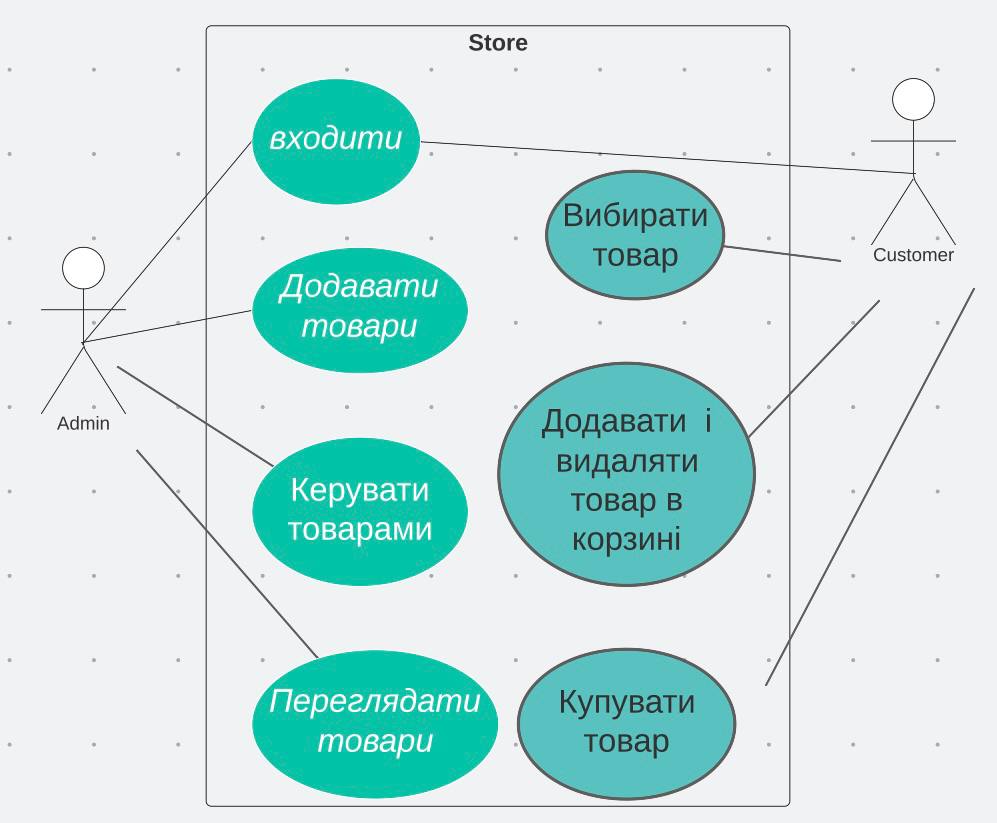 Store
входити
Вибирати
товар
Customer
Додавати
товари
Admin
Додавати  і
видаляти
товар в
корзині
Керувати
товарами
Переглядати
товари
Купувати
товар